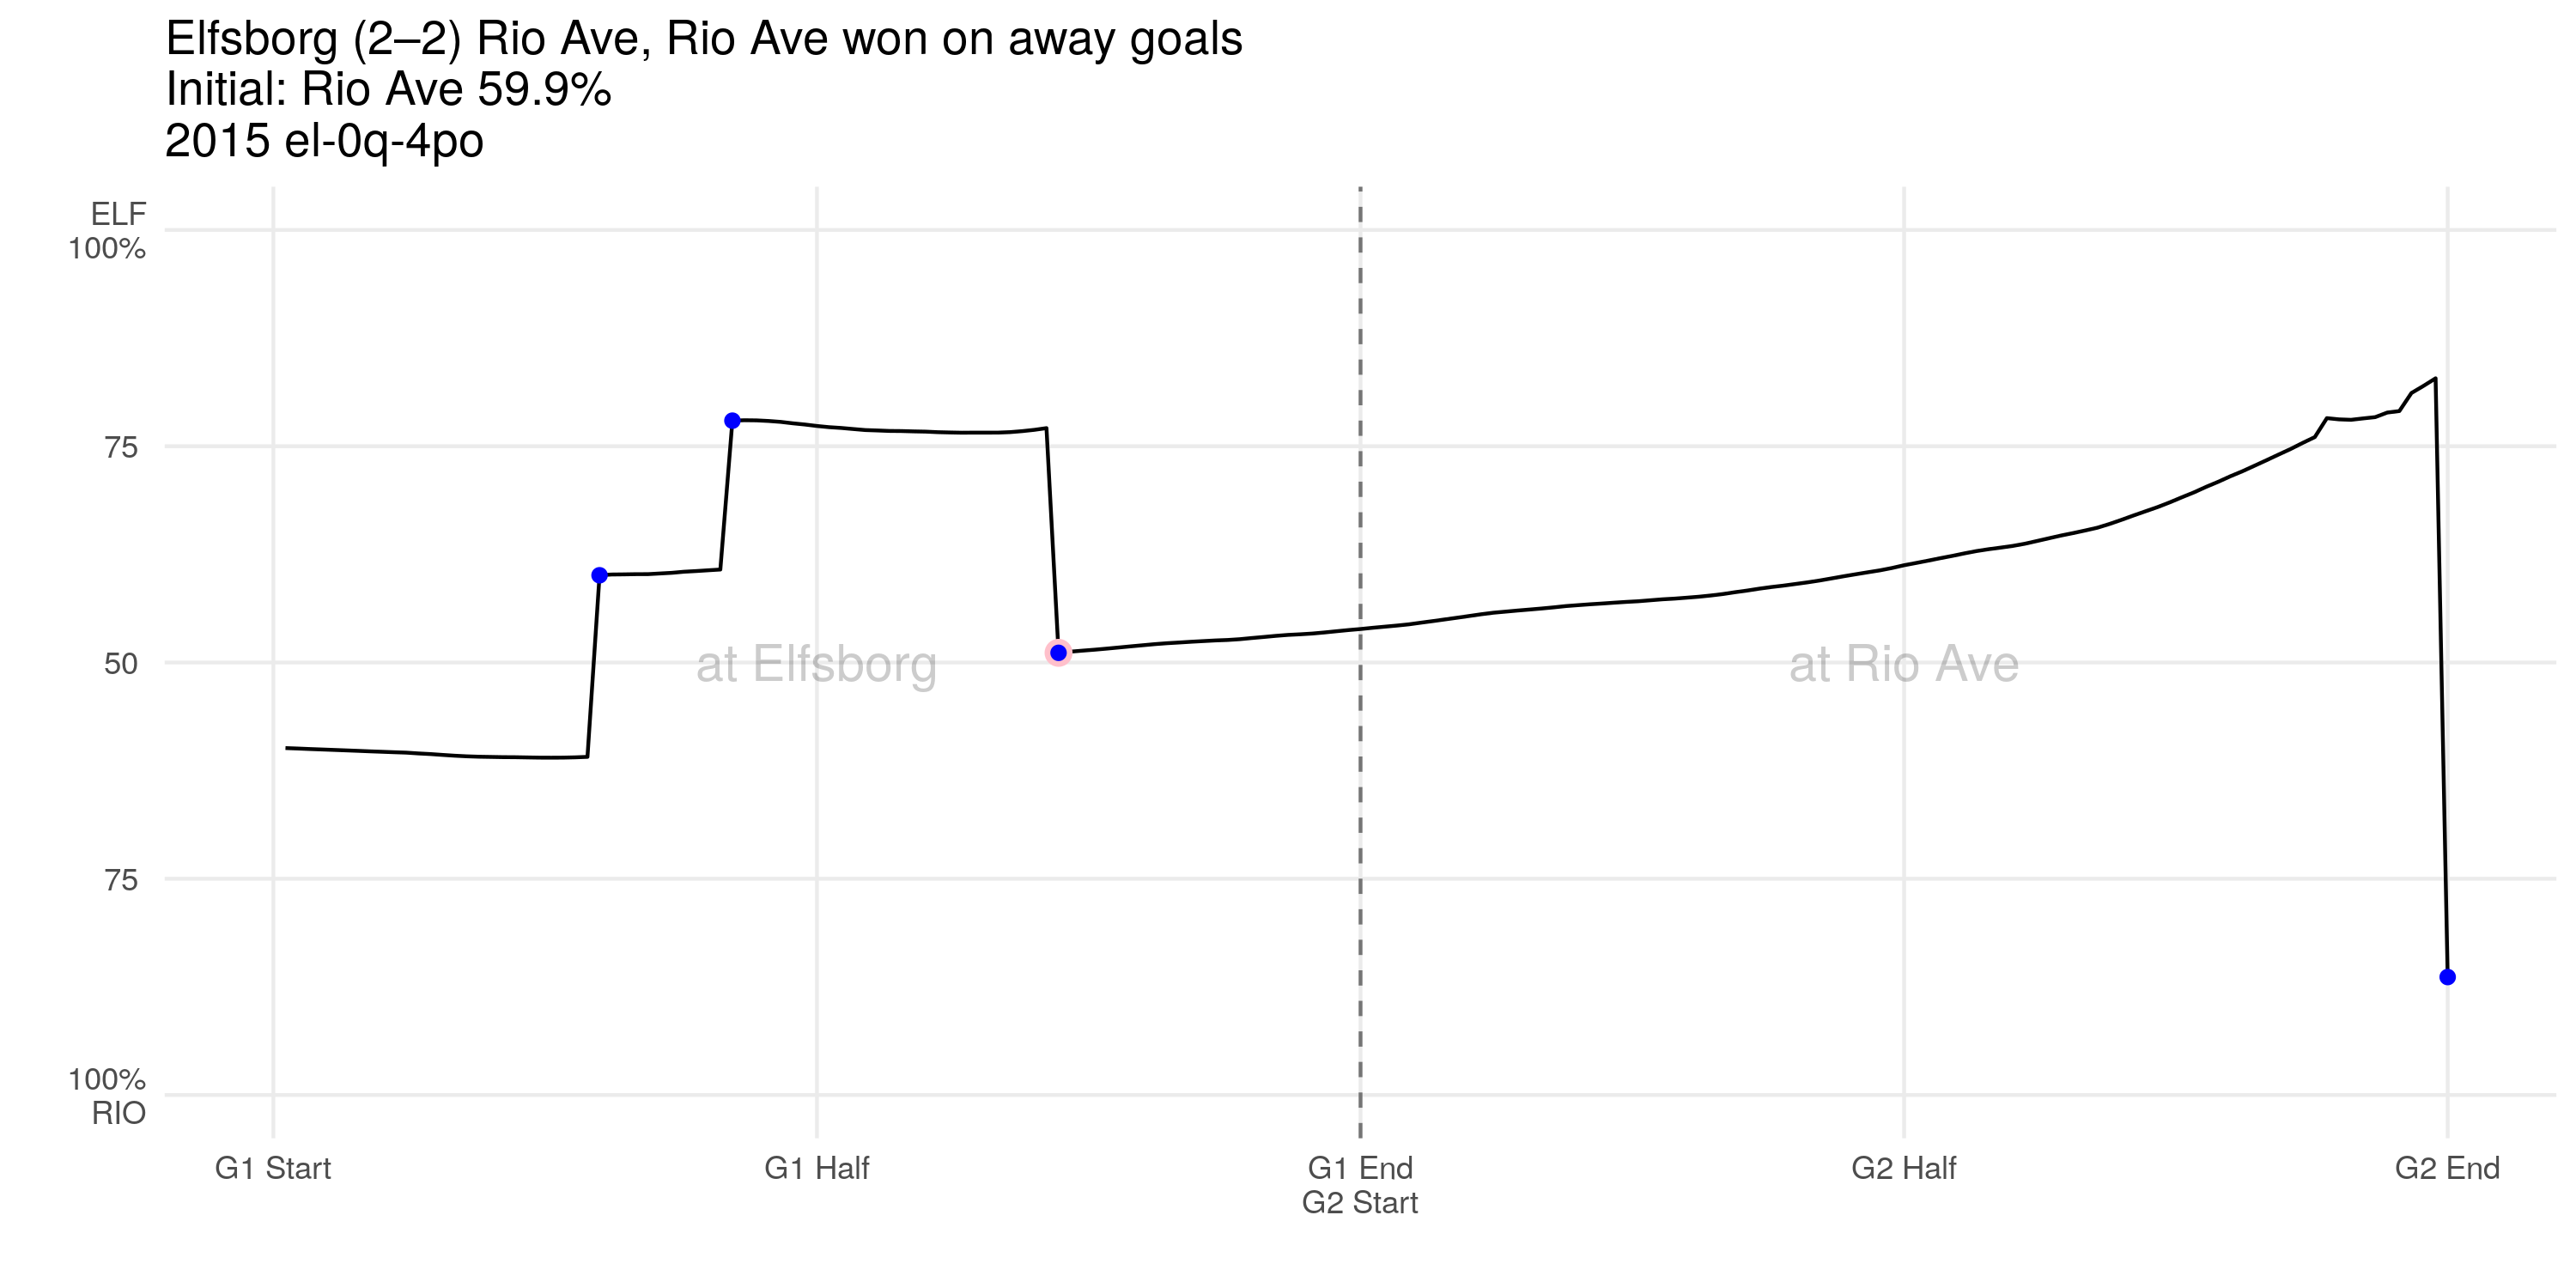 Elfsborg (2–2) Rio Ave, Rio Ave won on away goals
Initial: Rio Ave 59.9%
2015 el-0q-4po
ELF
100%
75
50
75
100%
RIO
at Elfsborg
at Rio Ave
G1 Start
G1 Half
G1 End
G2 Start
G2 Half
G2 End